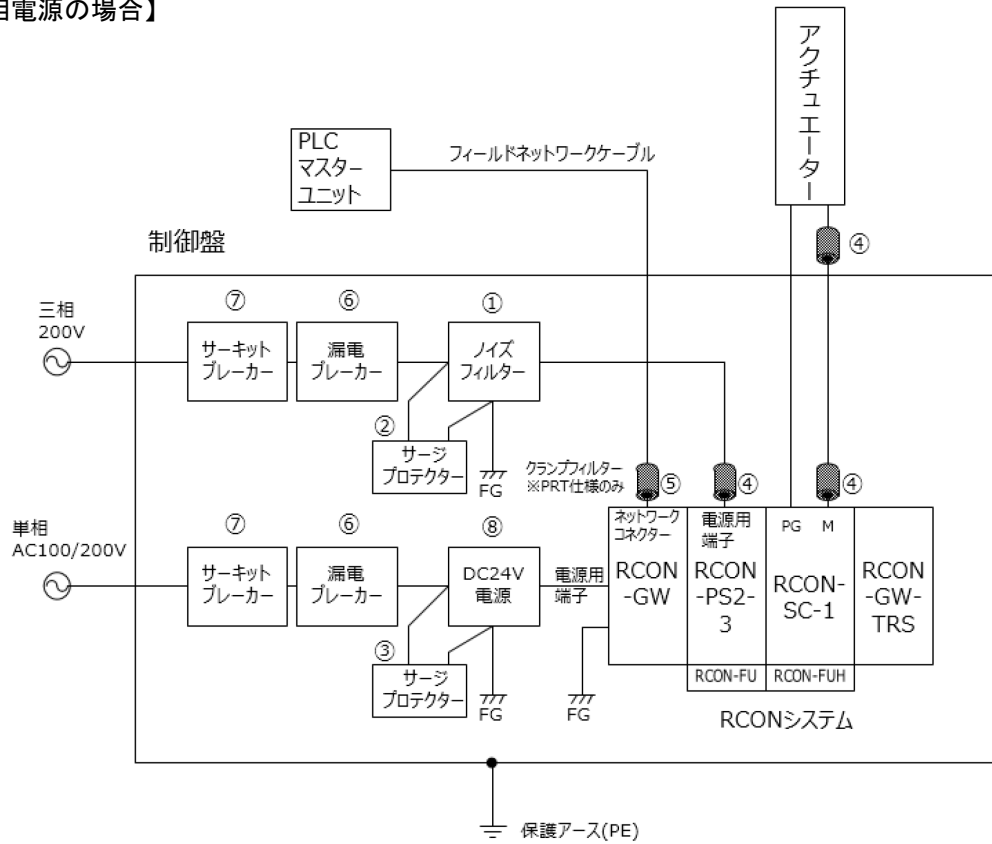 相電源の場合】
アクチュエーター
PLC
マスター
ユニット
フィールドネットワークケーブル
④
制御盤
三相
200V
⑦
⑥
①
サーキット
ブレーカー
漏電
ブレーカー
ノイズ
フィルター
②
サージ
プロテクター
FG
クランプフィルター
※PRT仕様のみ
⑤
④
④
単相
AC100/200V
⑦
⑥
⑧
サーキット
ブレーカー
漏電
ブレーカー
DC24V
電源
電源用
端子
③
サージ
プロテクター
FG
FG
ネットワーク
コネクター
RCON
-GW
電源用
端子
RCON
-PS2-
3
PG M
RCON-
SC-1
RCON
-GW-
TRS
RCON-FU
RCON-FUH
RCONシステム
保護アース(PE)